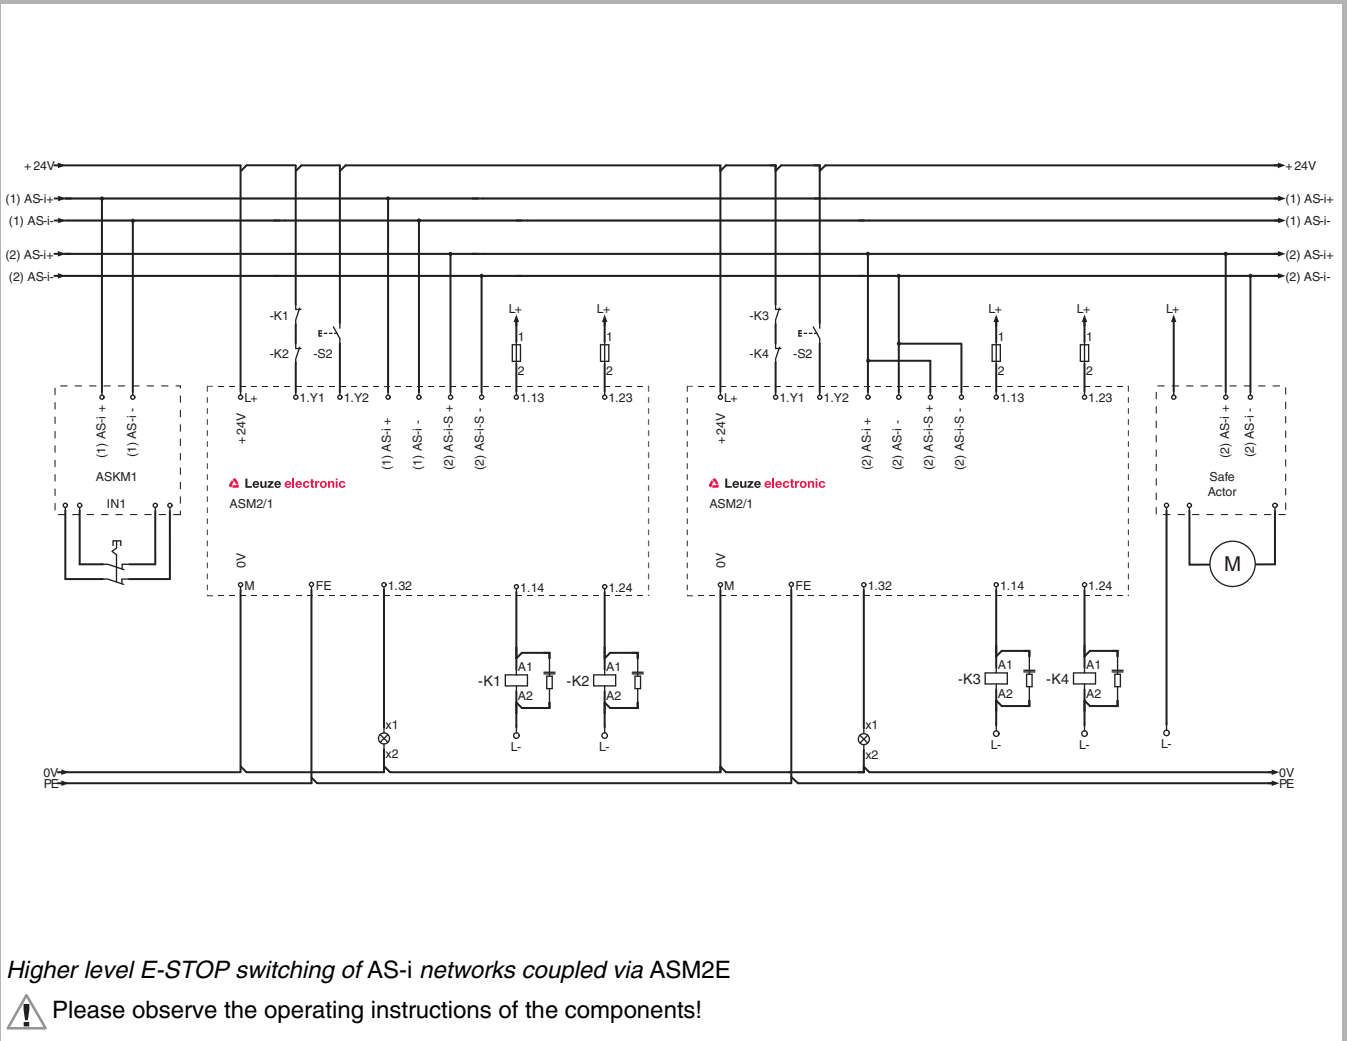 +24V +24V
(1) AS-i+ (1) AS-i+
(1) AS-i- (1) AS-i-
(2) AS-i+ (2) AS-i+
(2) AS-i- (2) AS-i-
-K1 L+ L+ -K3 L+ L+ L+
E E
1 1 1 1
-K2 -S2 -K4 -S2
2 2 2 2
L+ 1.Y1 1.Y2 1.13 1.23 L+ 1.Y1 1.Y2 1.13 1.23
(1) AS-i + (1) AS-i - +24V (1) AS-i + (1) AS-i - (2) AS-i-S + (2) AS-i-S - +24V (2) AS-i + (2) AS-i - (2) AS-i-S + (2) AS-i-S - (2) AS-i + (2) AS-i -
ASKM1 Leuze electronic Leuze electronic Safe
Actor
IN1 ASM2/1 ASM2/1
0V 0V M
M FE 1.32 1.14 1.24 M FE 1.32 1.14 1.24
A1 A1 A1 A1
-K1 -K2 -K3 -K4
A2 A2 A2 A2
x1 x1
L- L- L- L- L-
x2 x2
0V 0V
PE PE
Higher level E-STOP switching of AS-i networks coupled via ASM2E
Please observe the operating instructions of the components!